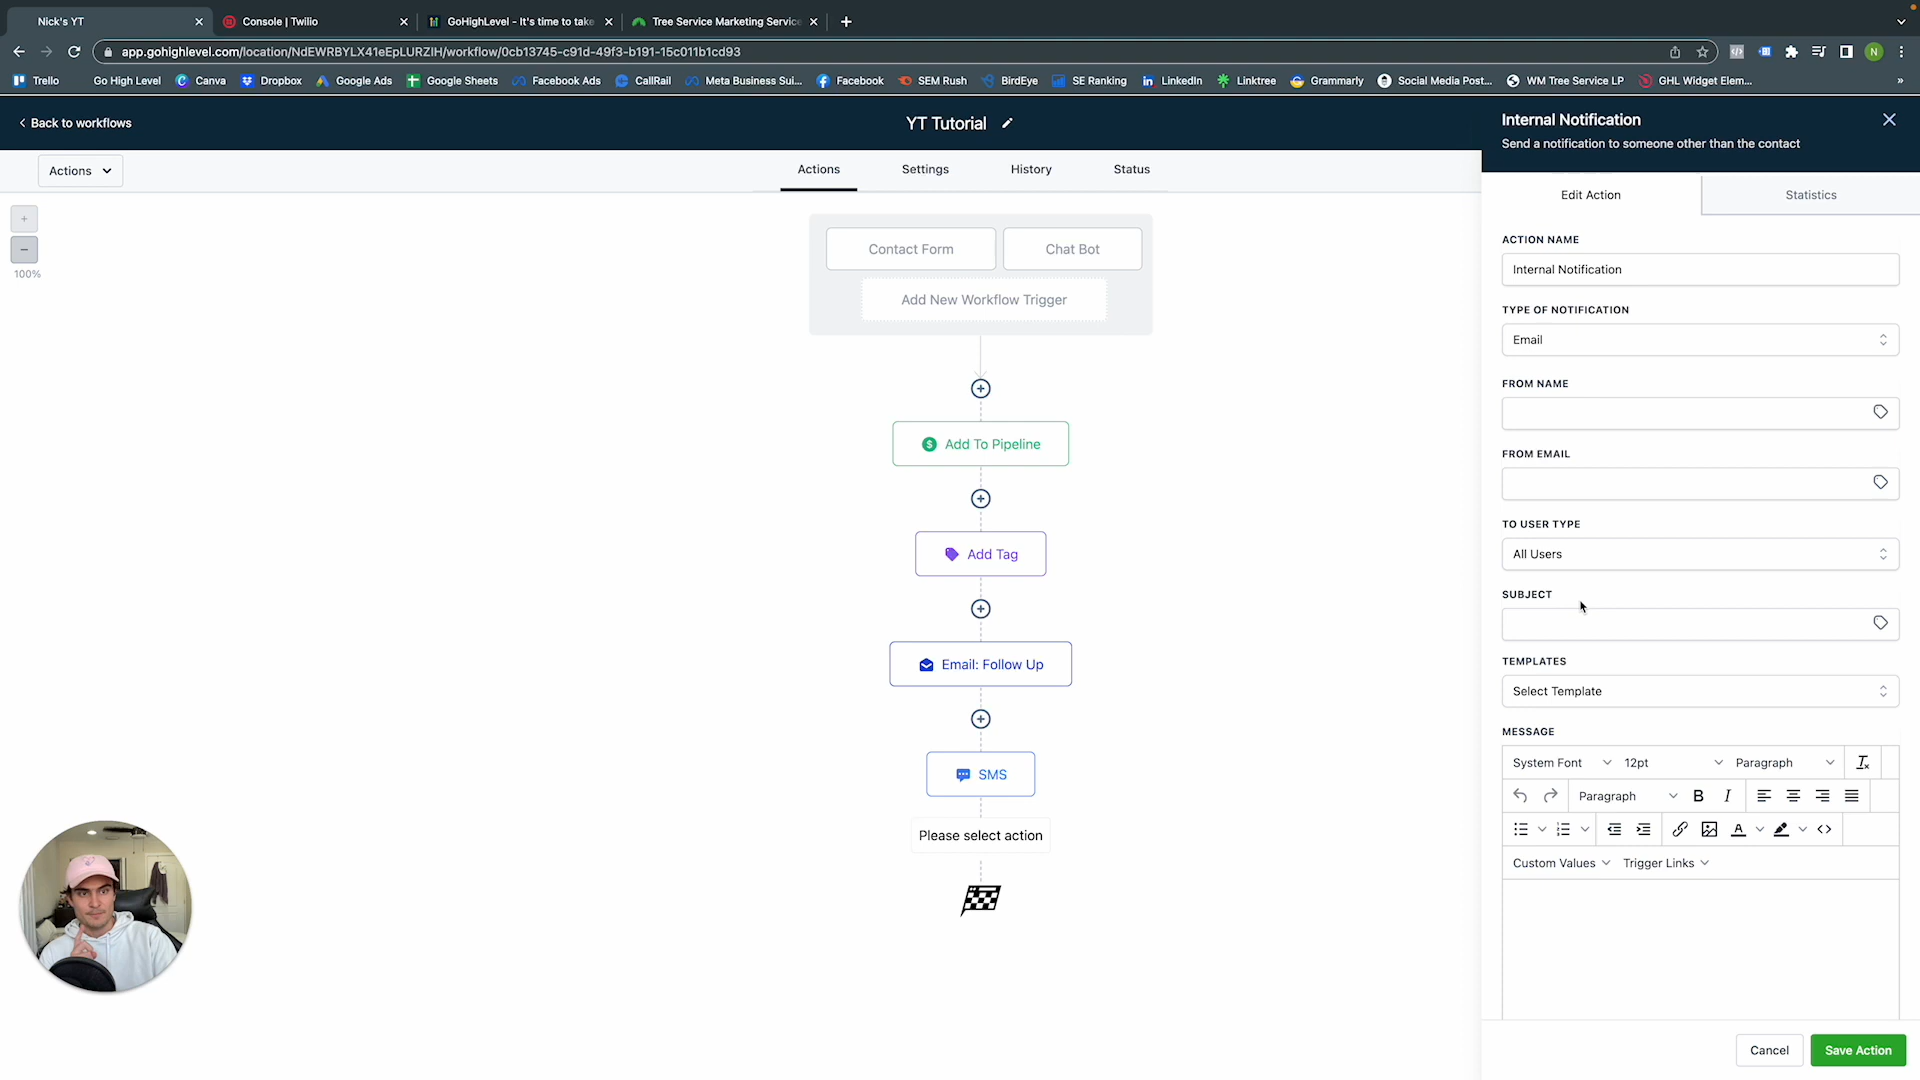 Nick's YT
Console | Twilio
GoHighLevel - It's time to take
Tree Service Marketing Service
app.gohighlevel.com/location/NdEWRBYLX41eEpLURZIH/workflow/0cb13745-c91d-49f3-b191-15c011b1cd93
N
Trello
Go High Level
Canva
Dropbox
Google Ads
Google Sheets
Facebook Ads
CallRail
Meta Business Sui...
Facebook
SEM Rush
BirdEye
SE Ranking
LinkedIn
Linktree
Grammarly
Social Media Post...
WM Tree Service LP
GHL Widget Elem...
»
Back to workflows
YT Tutorial
Actions
Actions
Settings
History
Status
+
−
100%
Contact Form
Chat Bot
Add New Workflow Trigger
Add To Pipeline
Add Tag
Email: Follow Up
SMS
Please select action
Internal Notification
Send a notification to someone other than the contact
Edit Action
Statistics
ACTION NAME
Internal Notification
TYPE OF NOTIFICATION
Email
FROM NAME
FROM EMAIL
TO USER TYPE
All Users
SUBJECT
TEMPLATES
Select Template
MESSAGE
System Font
12pt
Paragraph
Paragraph
B
I
Custom Values
Trigger Links
Cancel
Save Action